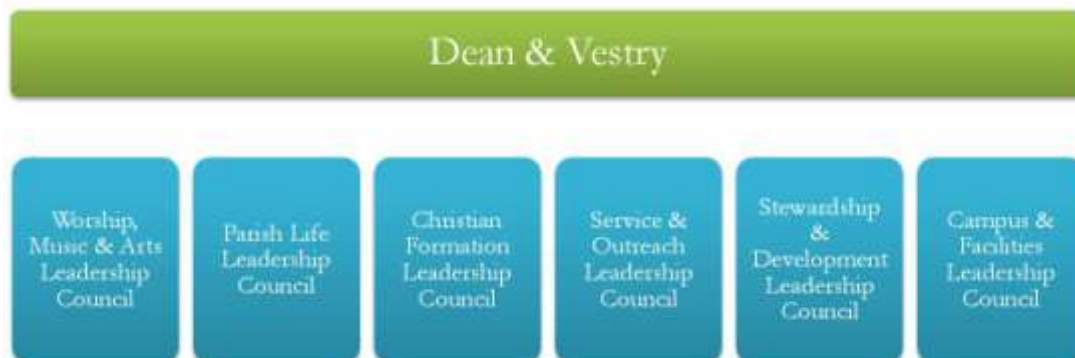 Dean & Vestry
Worship,
Music & Arts
Leadership
Council
Parish Life
Leadership
Council
Christian
Formation
Leadership
Council
Service &
Outreach
Leadership
Council
Stewardship
&
Development
Leadership
Council
Campus &
Facilities
Leadership
Council